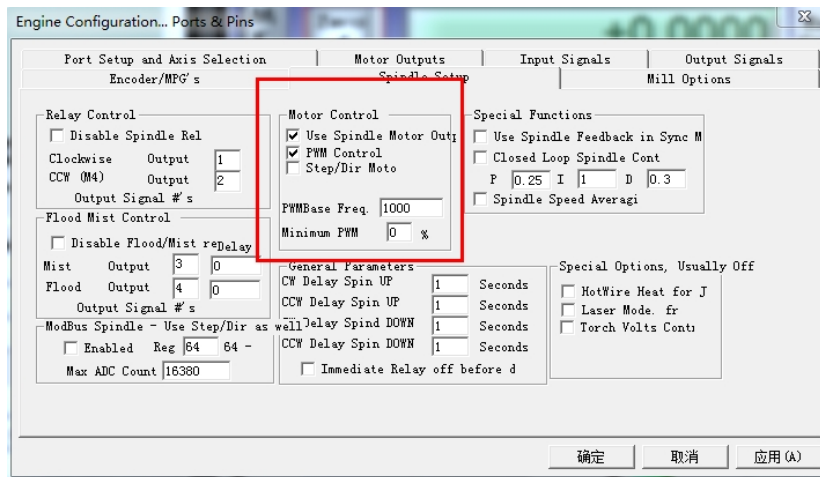 Engine Configuration... Ports & Pins
Port Setup and Axis Selection
Motor Outputs
Input Signals
Output Signals
Encoder/MPG's
Spindle Setup
Mill Options
Relay Control
Disable Spindle Rel
Clockwise Output 1
CCW (M4) Output 2
Output Signal #'s
Flood Mist Control
Disable Flood/Mist re Delay
Mist Output 3 0
Flood Output 4 0
Output Signal #'s
ModBus Spindle - Use Step/Dir as well
Enabled Reg 64 64 -
Max ADC Count 16380
Motor Control
Use Spindle Motor Outp
PWM Control
Step/Dir Moto
PWMBase Freq. 1000
Minimum PWM 0 %
General Parameters
CW Delay Spin UP 1 Seconds
CCW Delay Spin UP 1 Seconds
Delay Spind DOWN 1 Seconds
CCW Delay Spin DOWN 1 Seconds
Immediate Relay off before d
Special Functions
Use Spindle Feedback in Sync M
Closed Loop Spindle Cont
P 0.25 I 1 D 0.3
Spindle Speed Averagi
Special Options, Usually Off
HotWire Heat for J
Laser Mode. fr
Torch Volts Conti
确定
取消
应用(A)